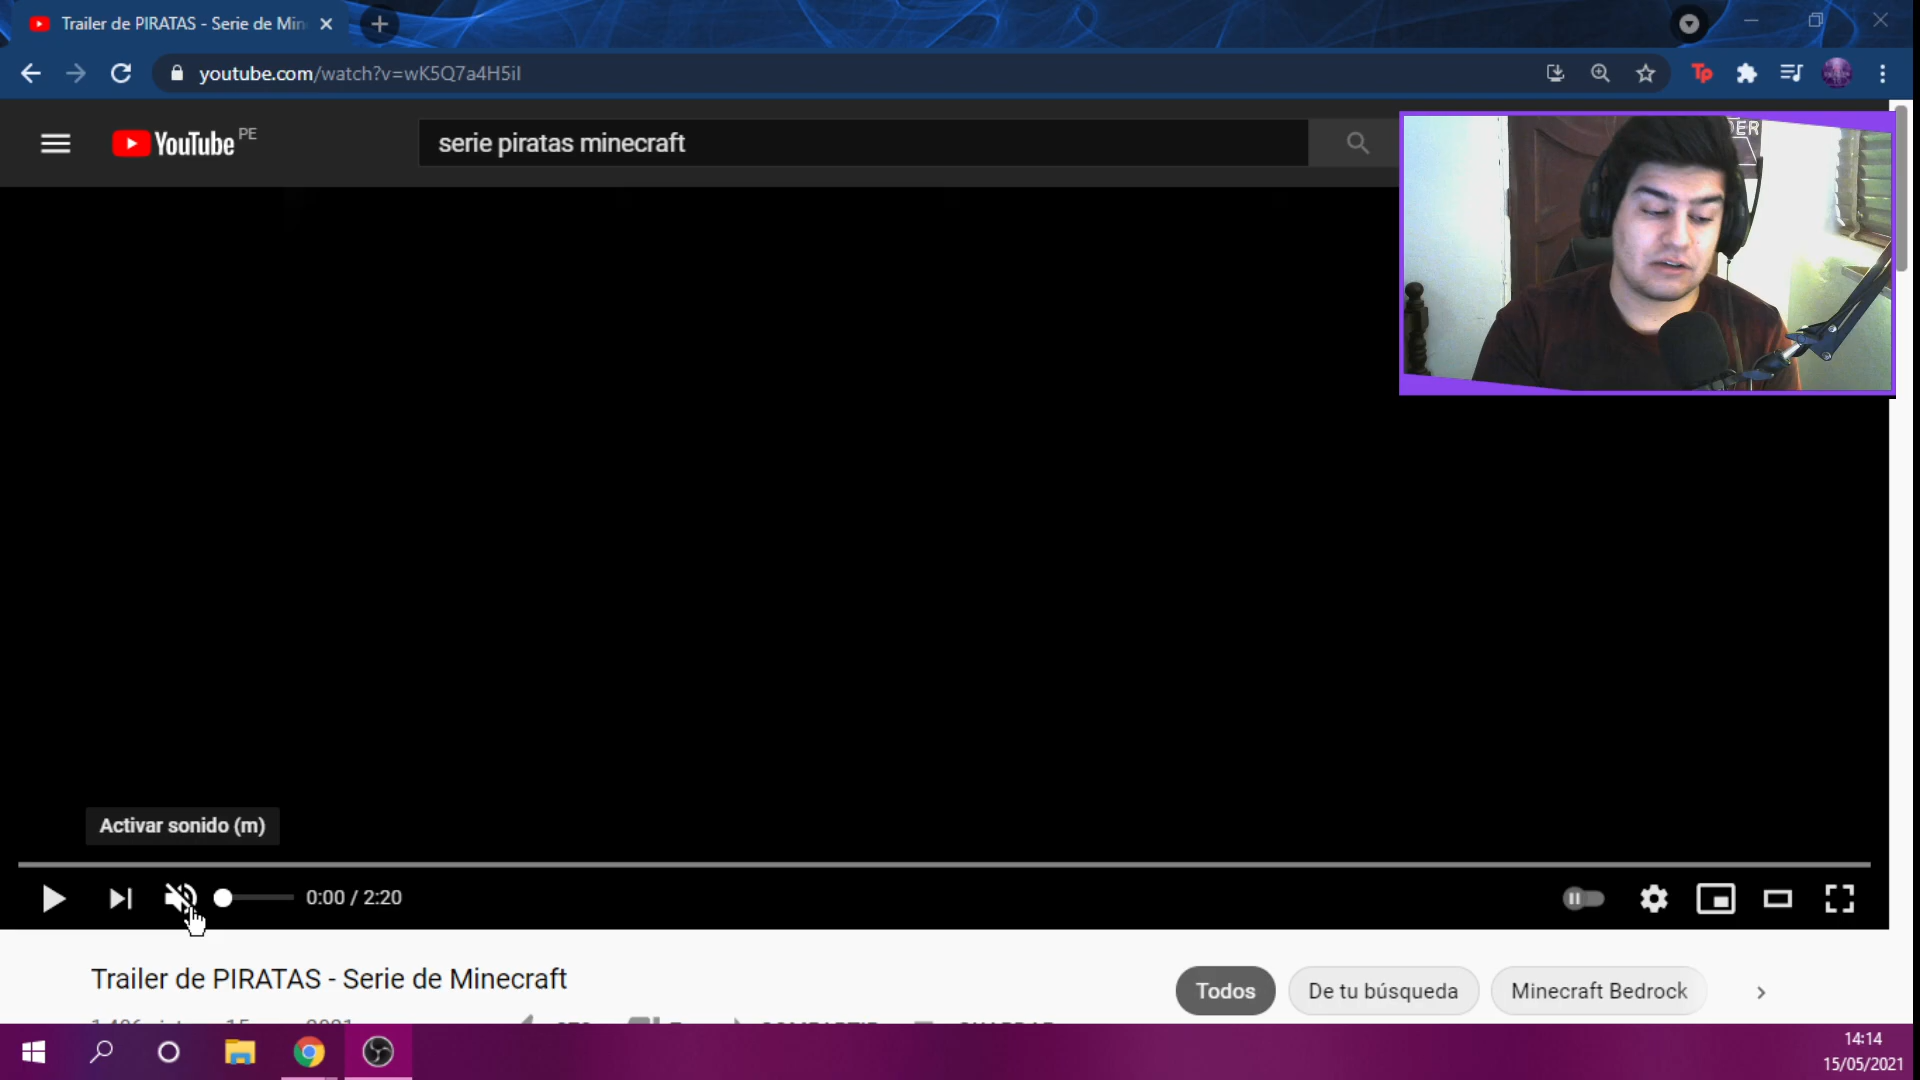 Trailer de PIRATAS - Serie de Min
youtube.com/watch?v=wK5Q7a4H5iI
Tp
YouTube PE
serie piratas minecraft
DER
Activar sonido (m)
0:00 / 2:20
Trailer de PIRATAS - Serie de Minecraft
Todos
De tu búsqueda
Minecraft Bedrock
14:14
15/05/2021